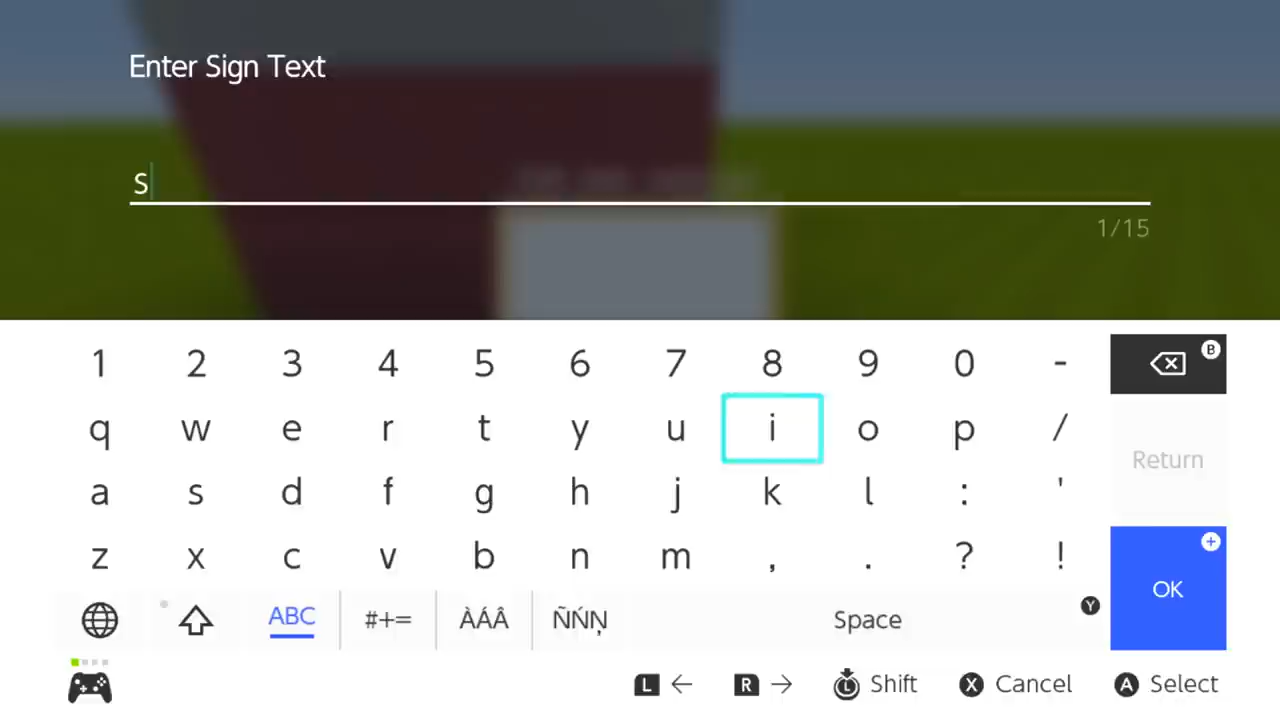 Enter Sign Text
s
1/15
1 2 3 4 5 6 7 8 9 0 - B
q w e r t y u i o p / Return
a s d f g h j k l : '
z x c v b n m , . ? ! + OK
ABC #+= ÀÁÂ ÑŃŅ Space Y
L ← R → L Shift X Cancel A Select